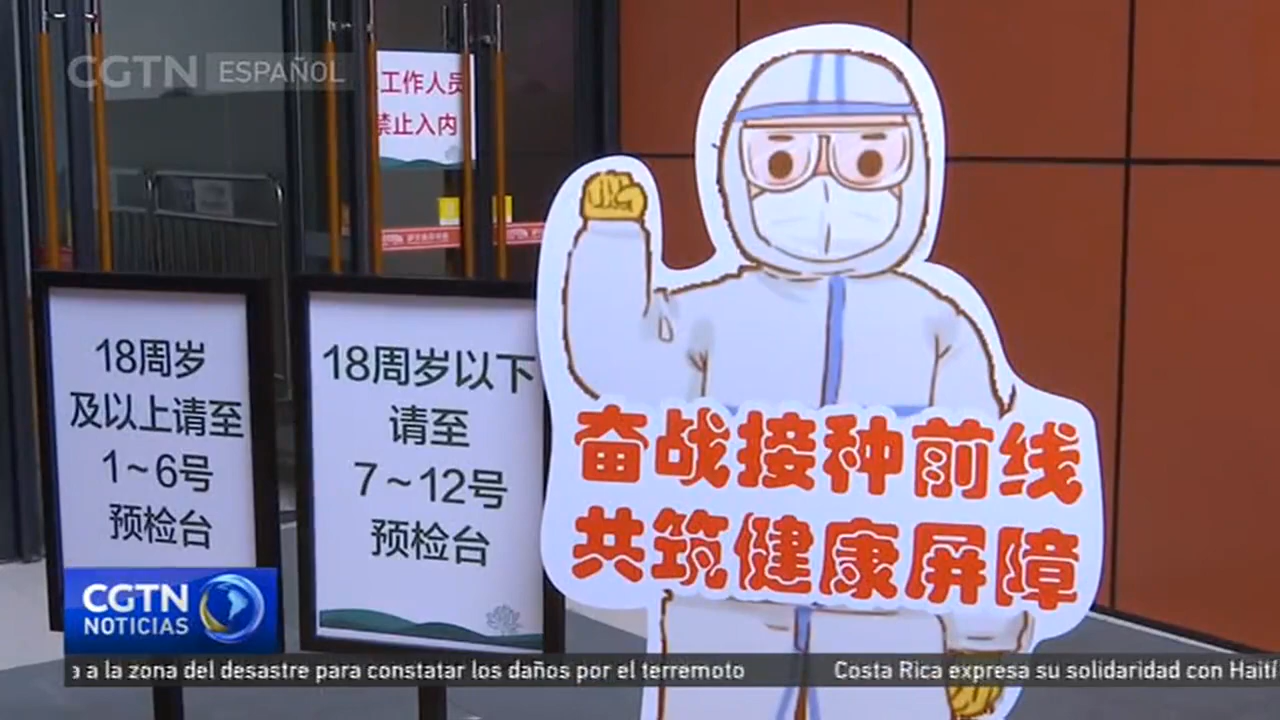 CGTN ESPAÑOL
工作人员
禁止入内
18周岁
及以上请至
1~6号
预检台
18周岁以下
请至
7~12号
预检台
奋战接种前线
共筑健康屏障
CGTN
NOTICIAS
a a la zona del desastre para constatar los daños por el terremoto
Costa Rica expresa su solidaridad con Haití